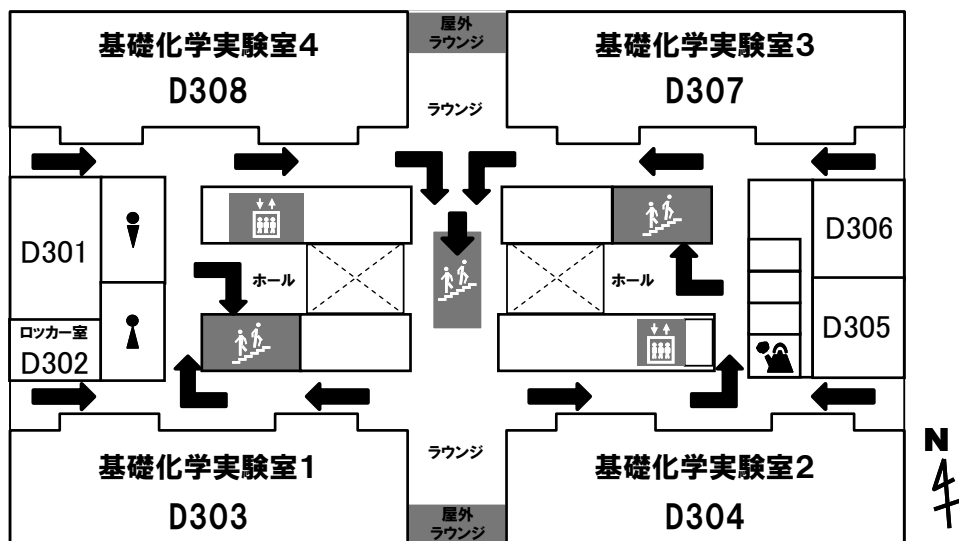 基礎化学実験室4
D308
屋外
ラウンジ
ラウンジ
基礎化学実験室3
D307
D301
ロッカー室
D302
ホール
ホール
D306
D305
基礎化学実験室1
D303
ラウンジ
屋外
ラウンジ
基礎化学実験室2
D304
N